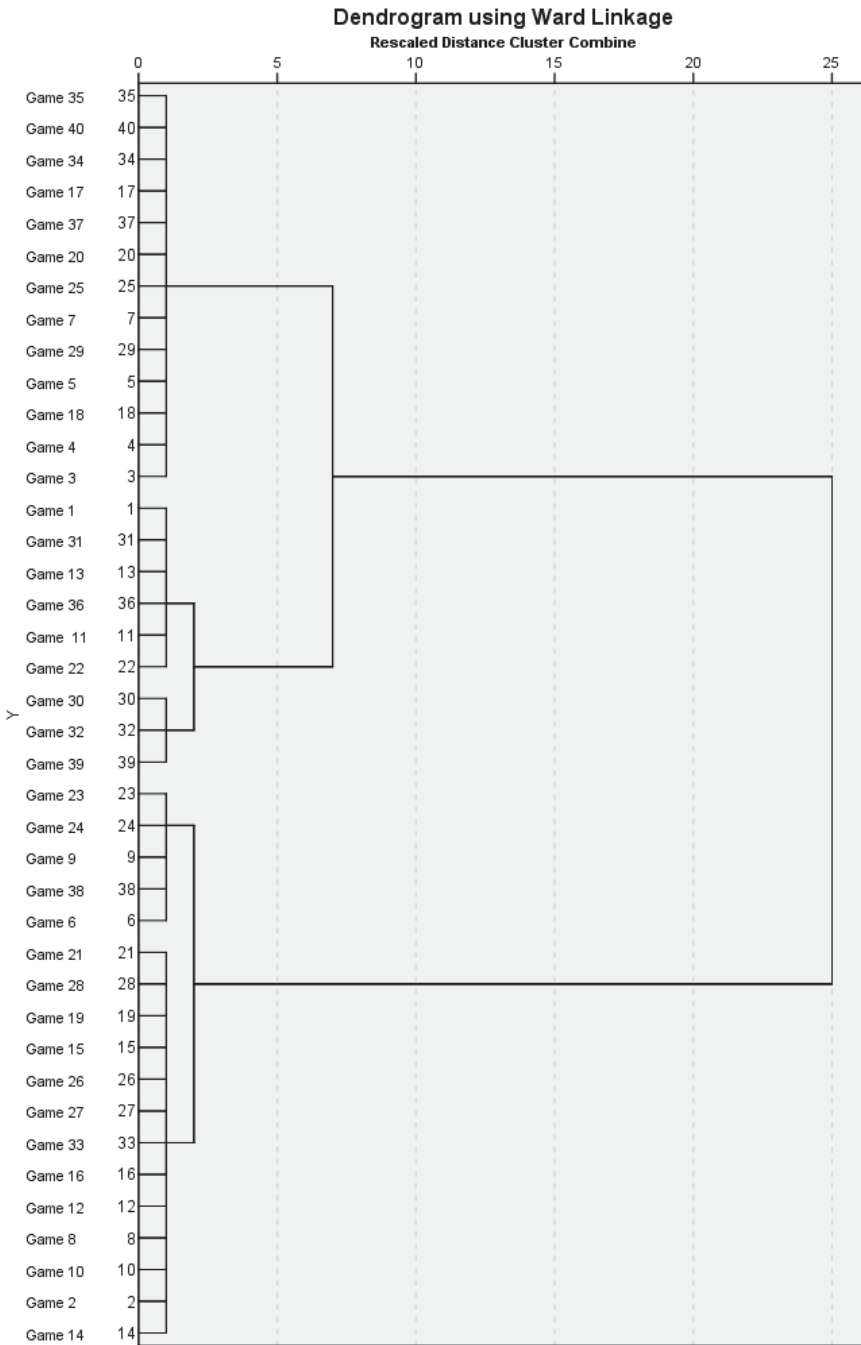 Dendrogram using Ward Linkage
Rescaled Distance Cluster Combine
0 5 10 15 20 25
Game 35 35
Game 40 40
Game 34 34
Game 17 17
Game 37 37
Game 20 20
Game 25 25
Game 7 7
Game 29 29
Game 5 5
Game 18 18
Game 4 4
Game 3 3
Game 1 1
Game 31 31
Game 13 13
Game 36 36
Game 11 11
Game 22 22
Game 30 30
Y
Game 32 32
Game 39 39
Game 23 23
Game 24 24
Game 9 9
Game 38 38
Game 6 6
Game 21 21
Game 28 28
Game 19 19
Game 15 15
Game 26 26
Game 27 27
Game 33 33
Game 16 16
Game 12 12
Game 8 8
Game 10 10
Game 2 2
Game 14 14